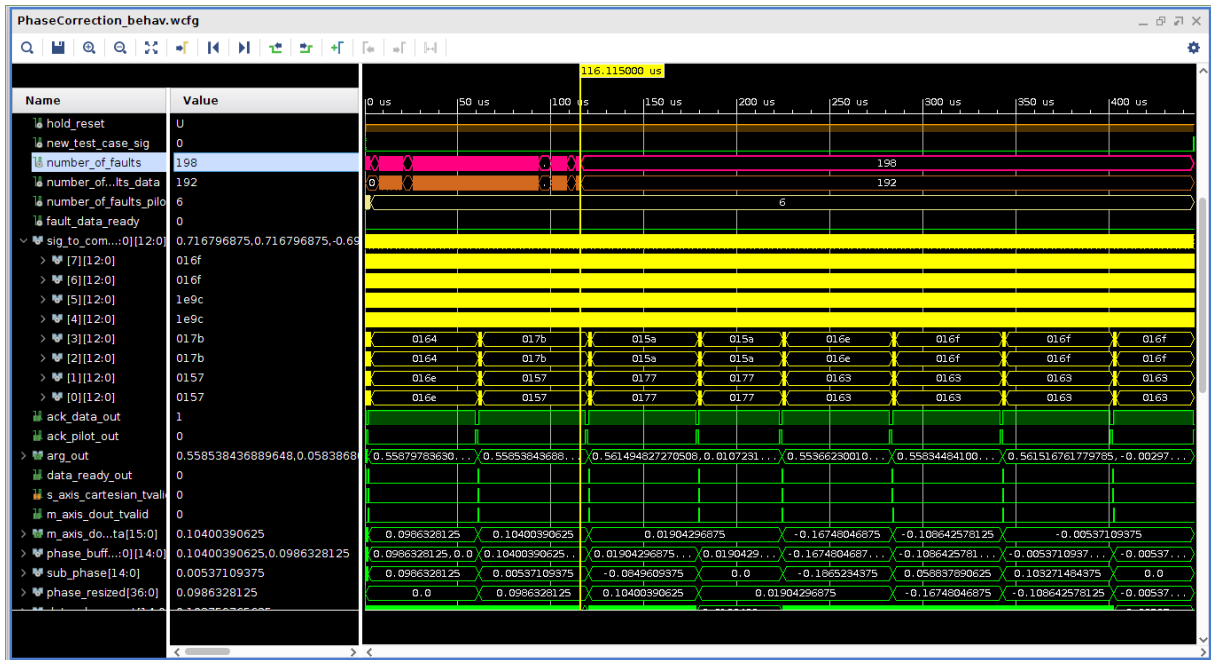 PhaseCorrection_behav.wcfg
116.115000 us
Name Value 0 us 50 us 100 us 150 us 200 us 250 us 300 us 350 us 400 us
hold_reset U
new_test_case_sig 0
number_of_faults 198 198
number_of...lts_data 192 0 192
number_of_faults_pilo 6 6
fault_data_ready 0
sig_to_com...:0][12:0] 0.716796875,0.716796875,-0.69
[7][12:0] 016f
[6][12:0] 016f
[5][12:0] 1e9c
[4][12:0] 1e9c
[3][12:0] 017b 0164 017b 015a 015a 016e 016f 016f 016f
[2][12:0] 017b 0164 017b 015a 015a 016e 016f 016f 016f
[1][12:0] 0157 016e 0157 0177 0177 0163 0163 0163 0163
[0][12:0] 0157 016e 0157 0177 0177 0163 0163 0163 0163
ack_data_out 1
ack_pilot_out 0
arg_out 0.558538436889648,0.0583868 0.55879783630... 0.55853843688... 0.561494827270508,0.0107231... 0.55366230010... 0.55834484100... 0.561516761779785,-0.00297...
data_ready_out 0
s_axis_cartesian_tvali 0
m_axis_dout_tvalid 0
m_axis_do...ta[15:0] 0.10400390625 0.0986328125 0.10400390625 0.01904296875 -0.16748046875 -0.108642578125 -0.00537109375
phase_buff...:0][14:0] 0.10400390625,0.0986328125 0.0986328125,0.0 0.10400390625... 0.01904296875... 0.0190429... -0.1674804687... -0.108642578 1... -0.0053710937... -0.00537...
sub_phase[14:0] 0.00537109375 0.0986328125 0.00537109375 -0.0849609375 0.0 -0.1865234375 0.058837890625 0.103271484375 0.0
phase_resized[36:0] 0.0986328125 0.0 0.0986328125 0.10400390625 0.01904296875 -0.16748046875 -0.108642578125 -0.00537...